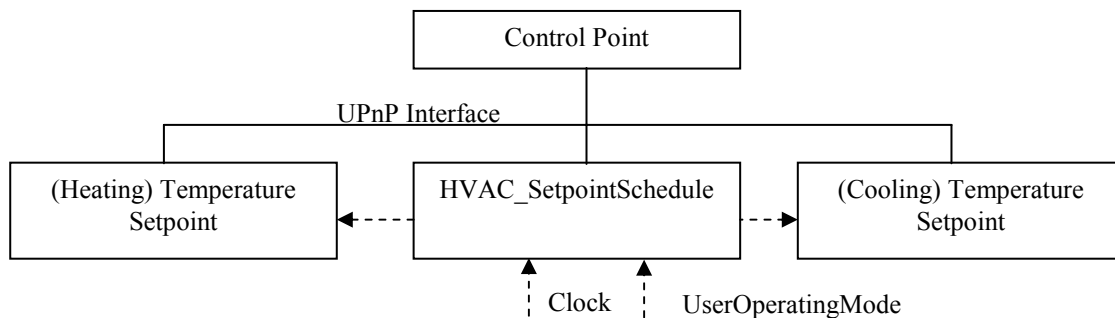 Control Point
UPnP Interface
(Heating) Temperature
Setpoint
HVAC_SetpointSchedule
(Cooling) Temperature
Setpoint
Clock
UserOperatingMode